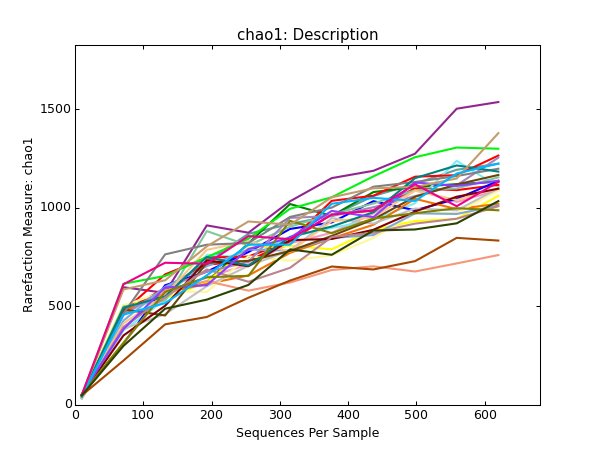 chao1: Description
Rarefaction Measure: chao1
1500
1000
500
0
0 100 200 300 400 500 600
Sequences Per Sample